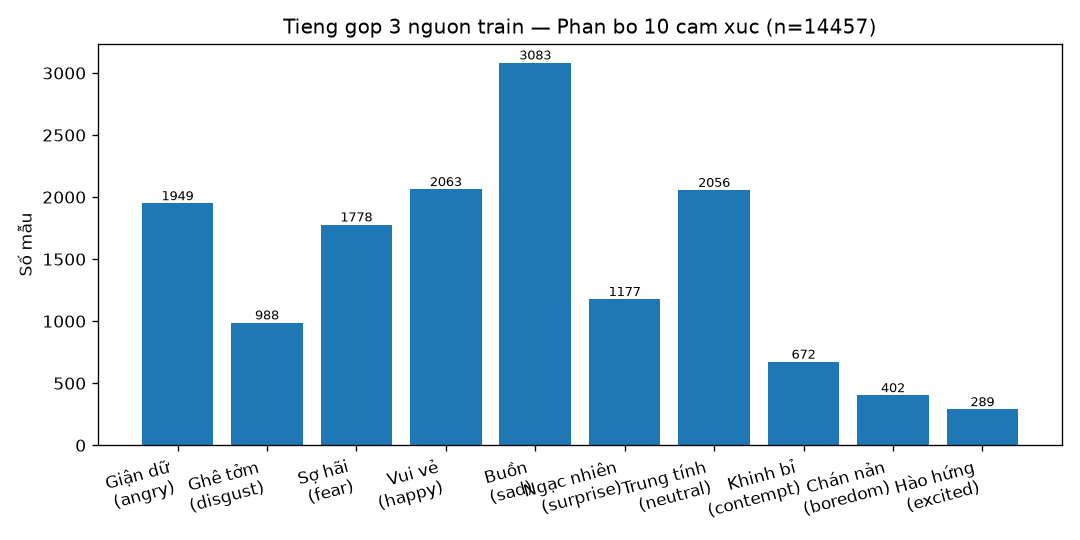 Tieng gop 3 nguon train — Phan bo 10 cam xuc (n=14457)
Số mẫu
3000
2500
2000
1500
1000
500
0
1949
988
1778
2063
3083
1177
2056
672
402
289
Giận dữ
(angry)
Ghê tởm
(disgust)
Sợ hãi
(fear)
Vui vẻ
(happy)
Buồn
(sad)
Ngạc nhiên
(surprise)
Trung tính
(neutral)
Khinh bỉ
(contempt)
Chán nản
(boredom)
Hào hứng
(excited)